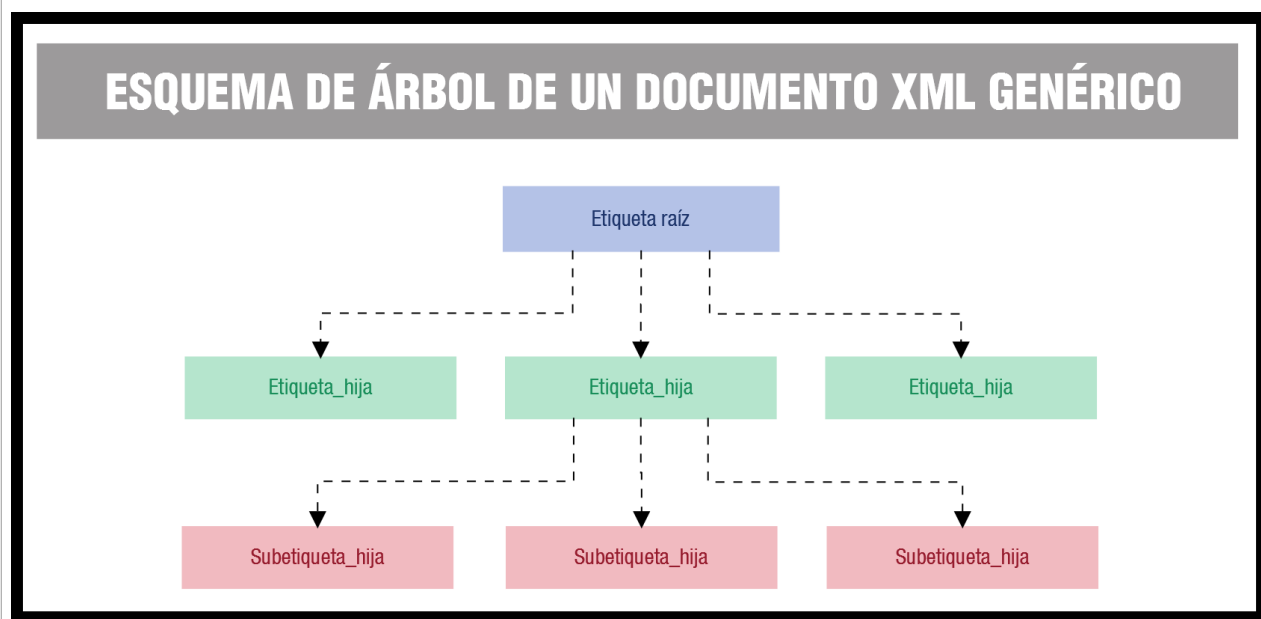 ESQUEMA DE ÁRBOL DE UN DOCUMENTO XML GENÉRICO
Etiqueta raíz
Etiqueta_hija
Etiqueta_hija
Etiqueta_hija
Subetiqueta_hija
Subetiqueta_hija
Subetiqueta_hija